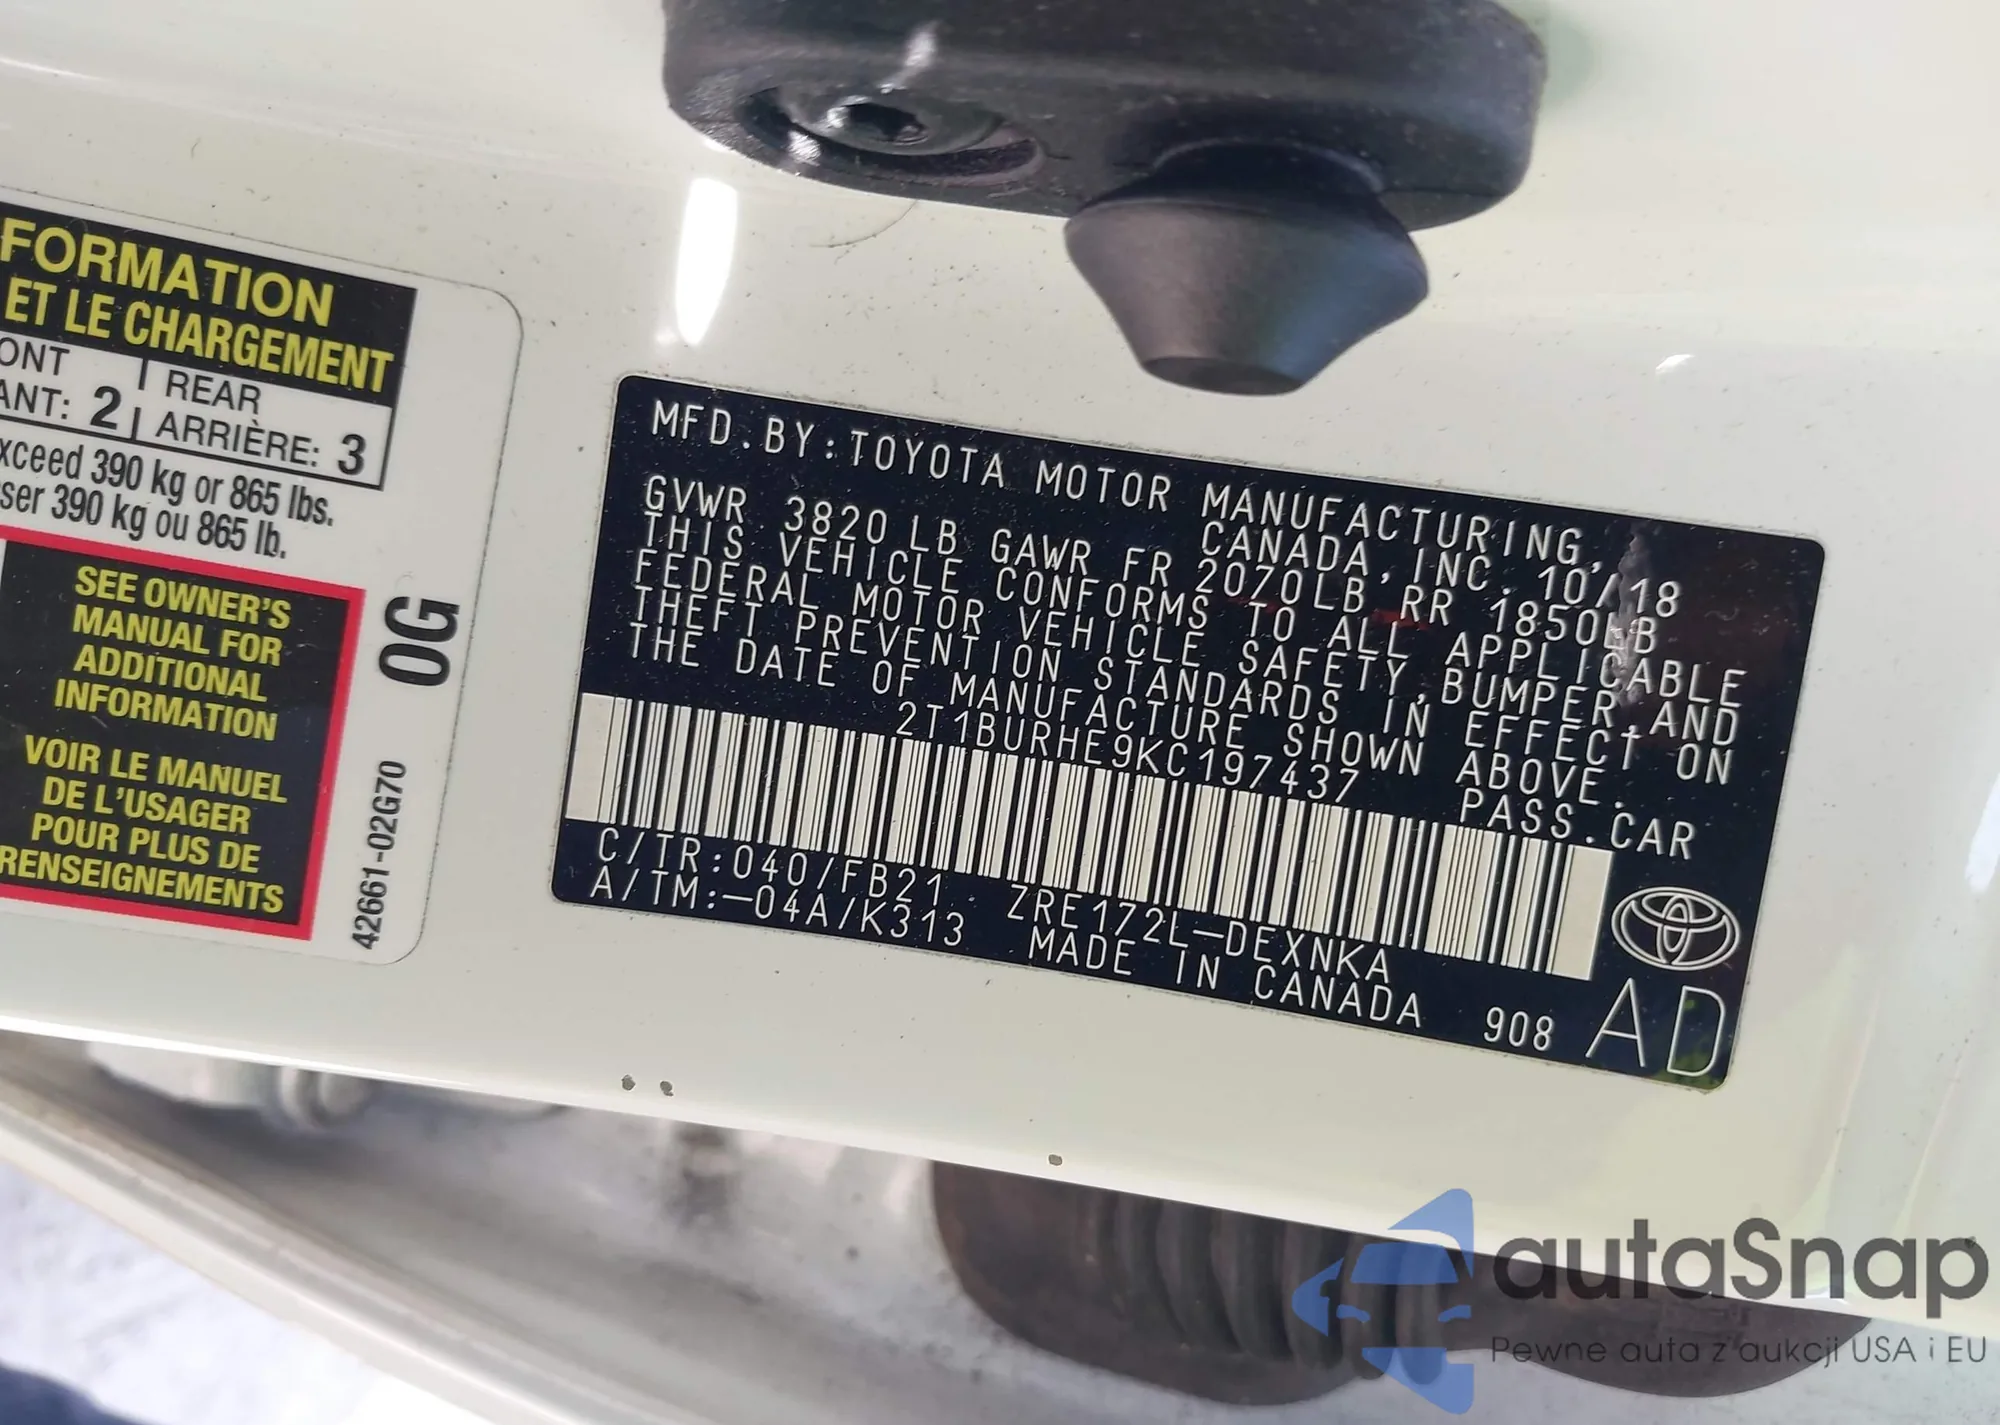 FORMATION
ET LE CHARGEMENT
ONT REAR
ANT: 2 ARRIÈRE: 3
xceed 390 kg or 865 lbs.
ser 390 kg ou 865 lb.
SEE OWNER'S
MANUAL FOR
ADDITIONAL
INFORMATION
VOIR LE MANUEL
DE L'USAGER
POUR PLUS DE
RENSEIGNEMENTS
42661-02G70 0G
MFD.BY:TOYOTA MOTOR MANUFACTURING,
CANADA, INC. 10/18
GVWR 3820LB GAWR FR 2070LB RR 1850LB
THIS VEHICLE CONFORMS TO ALL APPLICABLE
FEDERAL MOTOR VEHICLE SAFETY,BUMPER,AND
THEFT PREVENTION STANDARDS IN EFFECT ON
THE DATE OF MANUFACTURE SHOWN ABOVE.
2T1BURHE9KC197437 PASS.CAR
C/TR:040/FB21 ZRE172L-DEXNKA
A/TM:-04A/K313 MADE IN CANADA 908 AD
autaSnap
Pewne auta z aukcji USA i EU